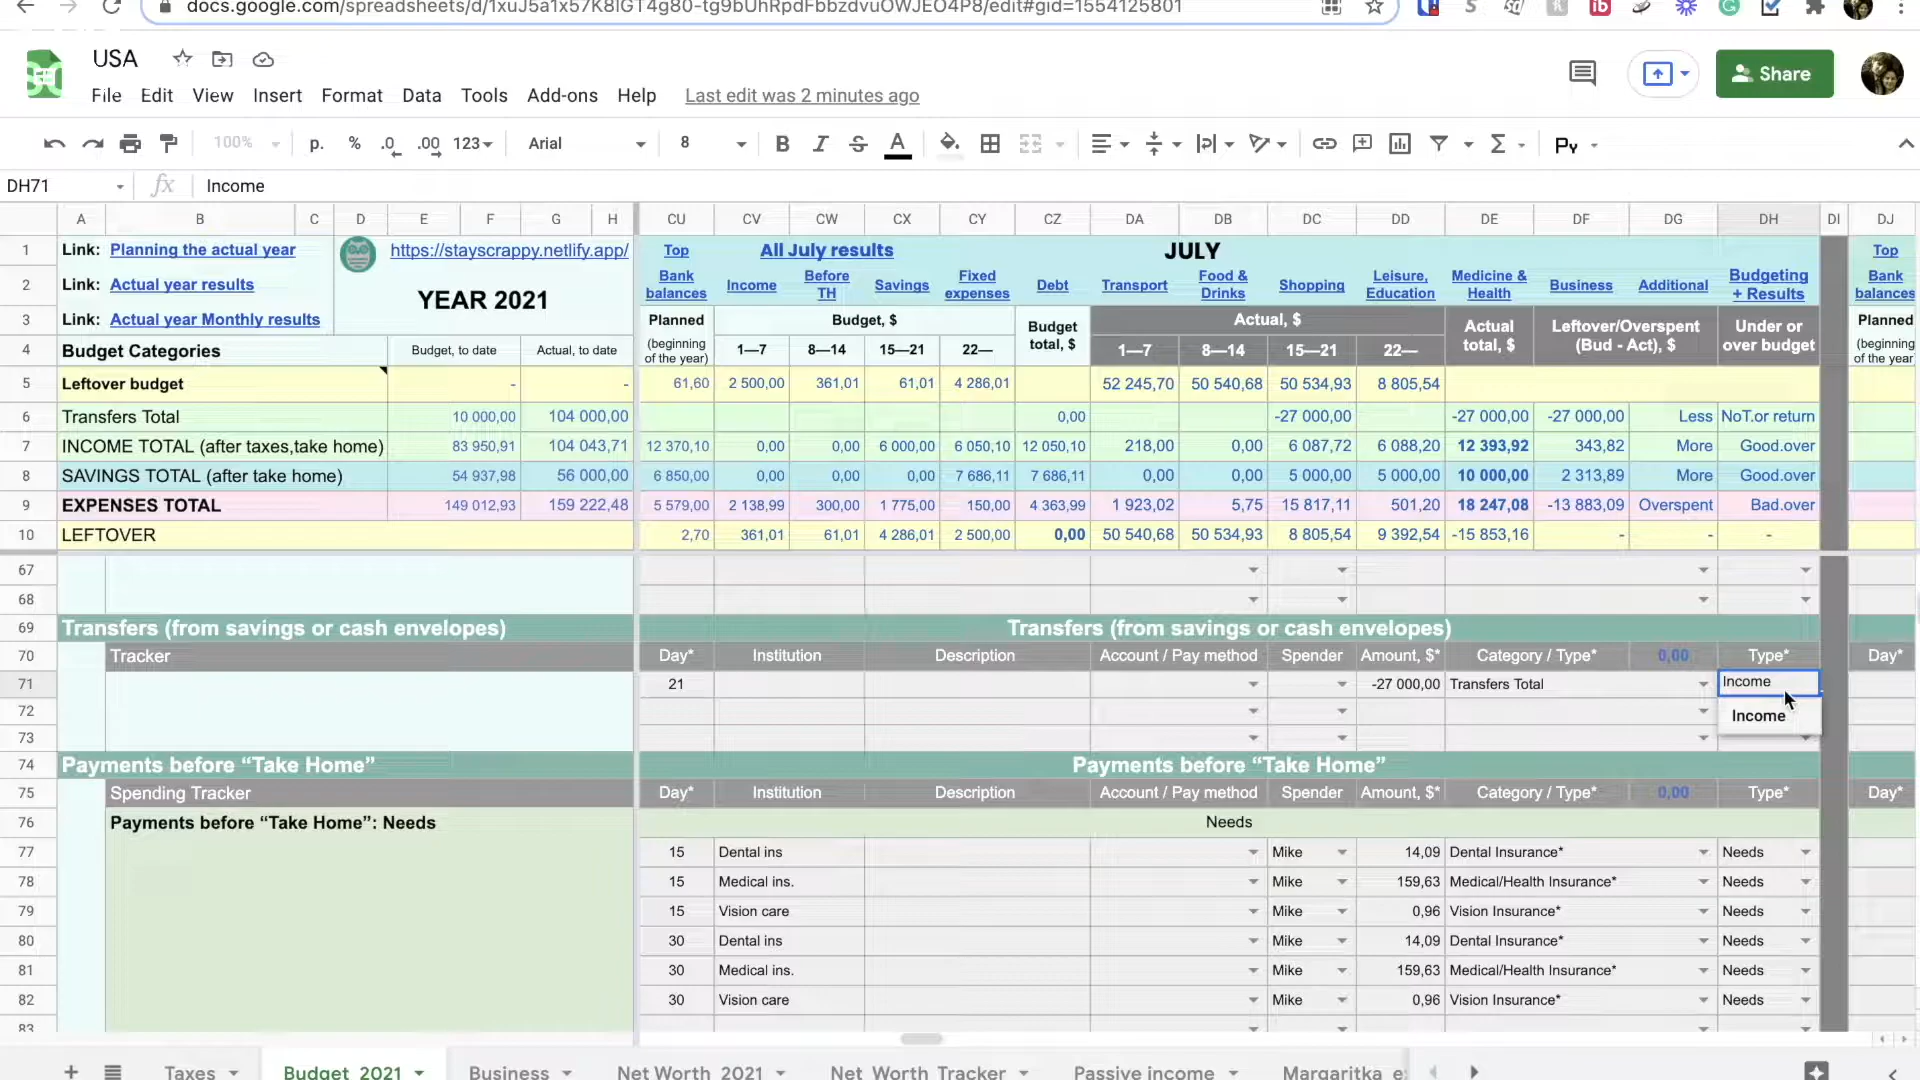 docs.google.com/spreadsheets/d/1xuJ5a1x57K8IGT4g80-tg9bUhRpdFbbzdvuOWJEO4P8/edit#gid=1554125801
USA
File Edit View Insert Format Data Tools Add-ons Help Last edit was 2 minutes ago
Share
100% p. % .0 .00 123 Arial 8 B I S A Σ Py
DH71 fx Income
A B C D E F G H CU CV CW CX CY CZ DA DB DC DD DE DF DG DH DI DJ
1 Link: Planning the actual year https://stayscrappy.netlify.app/ Top All July results JULY Top
2 Link: Actual year results YEAR 2021 Bank balances Income Before TH Savings Fixed expenses Debt Transport Food & Drinks Shopping Leisure, Education Medicine & Health Business Additional Budgeting + Results Bank balances
3 Link: Actual year Monthly results Planned Budget, $ Budget total, $ Actual, $ Actual total, $ Leftover/Overspent (Bud - Act), $ Under or over budget Planned
4 Budget Categories Budget, to date Actual, to date (beginning of the year) 1—7 8—14 15—21 22— 1—7 8—14 15—21 22— (beginning of the year
5 Leftover budget - - 61,60 2 500,00 361,01 61,01 4 286,01 52 245,70 50 540,68 50 534,93 8 805,54
6 Transfers Total 10 000,00 104 000,00 0,00 -27 000,00 -27 000,00 -27 000,00 Less NoT.or return
7 INCOME TOTAL (after taxes,take home) 83 950,91 104 043,71 12 370,10 0,00 0,00 6 000,00 6 050,10 12 050,10 218,00 0,00 6 087,72 6 088,20 12 393,92 343,82 More Good.over
8 SAVINGS TOTAL (after take home) 54 937,98 56 000,00 6 850,00 0,00 0,00 0,00 7 686,11 7 686,11 0,00 0,00 5 000,00 5 000,00 10 000,00 2 313,89 More Good.over
9 EXPENSES TOTAL 149 012,93 159 222,48 5 579,00 2 138,99 300,00 1 775,00 150,00 4 363,99 1 923,02 5,75 15 817,11 501,20 18 247,08 -13 883,09 Overspent Bad.over
10 LEFTOVER 2,70 361,01 61,01 4 286,01 2 500,00 0,00 50 540,68 50 534,93 8 805,54 9 392,54 -15 853,16 - - -
67
68
69 Transfers (from savings or cash envelopes) Transfers (from savings or cash envelopes)
70 Tracker Day* Institution Description Account / Pay method Spender Amount, $* Category / Type* 0,00 Type* Day*
71 21 -27 000,00 Transfers Total Income
72 Income
73
74 Payments before “Take Home” Payments before “Take Home”
75 Spending Tracker Day* Institution Description Account / Pay method Spender Amount, $* Category / Type* 0,00 Type* Day*
76 Payments before “Take Home”: Needs Needs
77 15 Dental ins Mike 14,09 Dental Insurance* Needs
78 15 Medical ins. Mike 159,63 Medical/Health Insurance* Needs
79 15 Vision care Mike 0,96 Vision Insurance* Needs
80 30 Dental ins Mike 14,09 Dental Insurance* Needs
81 30 Medical ins. Mike 159,63 Medical/Health Insurance* Needs
82 30 Vision care Mike 0,96 Vision Insurance* Needs
83
Taxes Budget 2021 Business Net Worth 2021 Net Worth Tracker Passive income Margaritka